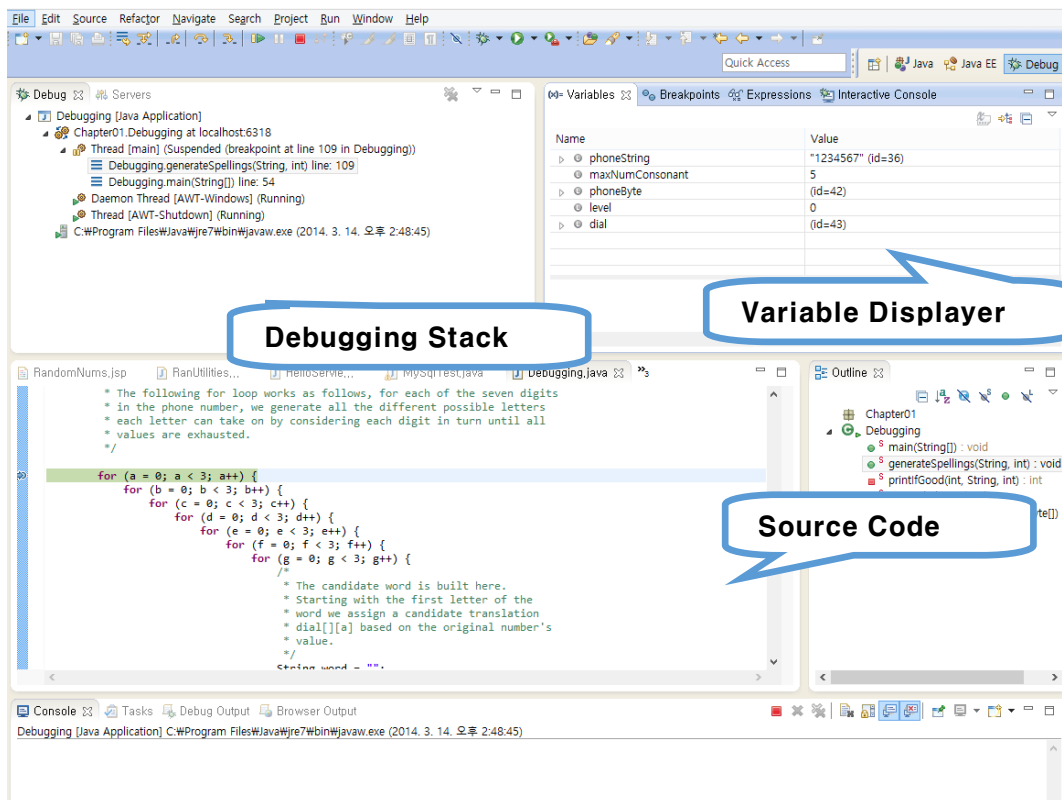 File Edit Source Refactor Navigate Search Project Run Window Help
Quick Access
Java Java EE Debug
Debug Servers
Debugging [Java Application]
Chapter01.Debugging at localhost:6318
Thread [main] (Suspended (breakpoint at line 109 in Debugging))
Debugging.generateSpellings(String, int) line: 109
Debugging.main(String[]) line: 54
Daemon Thread [AWT-Windows] (Running)
Thread [AWT-Shutdown] (Running)
C:₩Program Files₩Java₩jre7₩bin₩javaw.exe (2014. 3. 14. 오후 2:48:45)
(x)= Variables Breakpoints Expressions Interactive Console
Name Value
phoneString "1234567" (id=36)
maxNumConsonant 5
phoneByte (id=42)
level 0
dial (id=43)
Debugging Stack
Variable Displayer
RandomNums.jsp RanUtilities... HelloServle... MySqlTest.java Debugging.java »3
* The following for loop works as follows, for each of the seven digits
* in the phone number, we generate all the different possible letters
* each letter can take on by considering each digit in turn until all
* values are exhausted.
*/
for (a = 0; a < 3; a++) {
for (b = 0; b < 3; b++) {
for (c = 0; c < 3; c++) {
for (d = 0; d < 3; d++) {
for (e = 0; e < 3; e++) {
for (f = 0; f < 3; f++) {
for (g = 0; g < 3; g++) {
/*
* The candidate word is built here.
* Starting with the first letter of the
* word we assign a candidate translation
* dial[][a] based on the original number's
* value.
*/
String word = "";
Outline
Chapter01
Debugging
main(String[]) : void
generateSpellings(String, int) : void
printIfGood(int, String, int) : int
yte[])
Source Code
Console Tasks Debug Output Browser Output
Debugging [Java Application] C:₩Program Files₩Java₩jre7₩bin₩javaw.exe (2014. 3. 14. 오후 2:48:45)